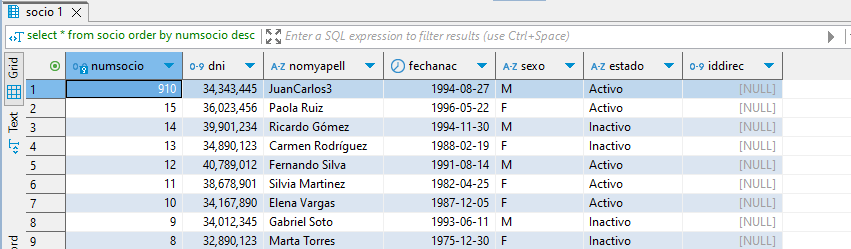 socio 1
select * from socio order by numsocio desc Enter a SQL expression to filter results (use Ctrl+Space)
Grid
Text
numsocio dni nomyapell fechanac sexo estado iddirec
1 910 34,343,445 JuanCarlos3 1994-08-27 M Activo [NULL]
2 15 36,023,456 Paola Ruiz 1996-05-22 F Activo [NULL]
3 14 39,901,234 Ricardo Gómez 1994-11-30 M Inactivo [NULL]
4 13 34,890,123 Carmen Rodríguez 1988-02-19 F Inactivo [NULL]
5 12 40,789,012 Fernando Silva 1991-08-14 M Activo [NULL]
6 11 38,678,901 Silvia Martinez 1982-04-25 F Activo [NULL]
7 10 34,167,890 Elena Vargas 1987-12-05 F Activo [NULL]
8 9 34,012,345 Gabriel Soto 1993-06-11 M Inactivo [NULL]
9 8 32,890,123 Marta Torres 1975-12-30 F Inactivo [NULL]